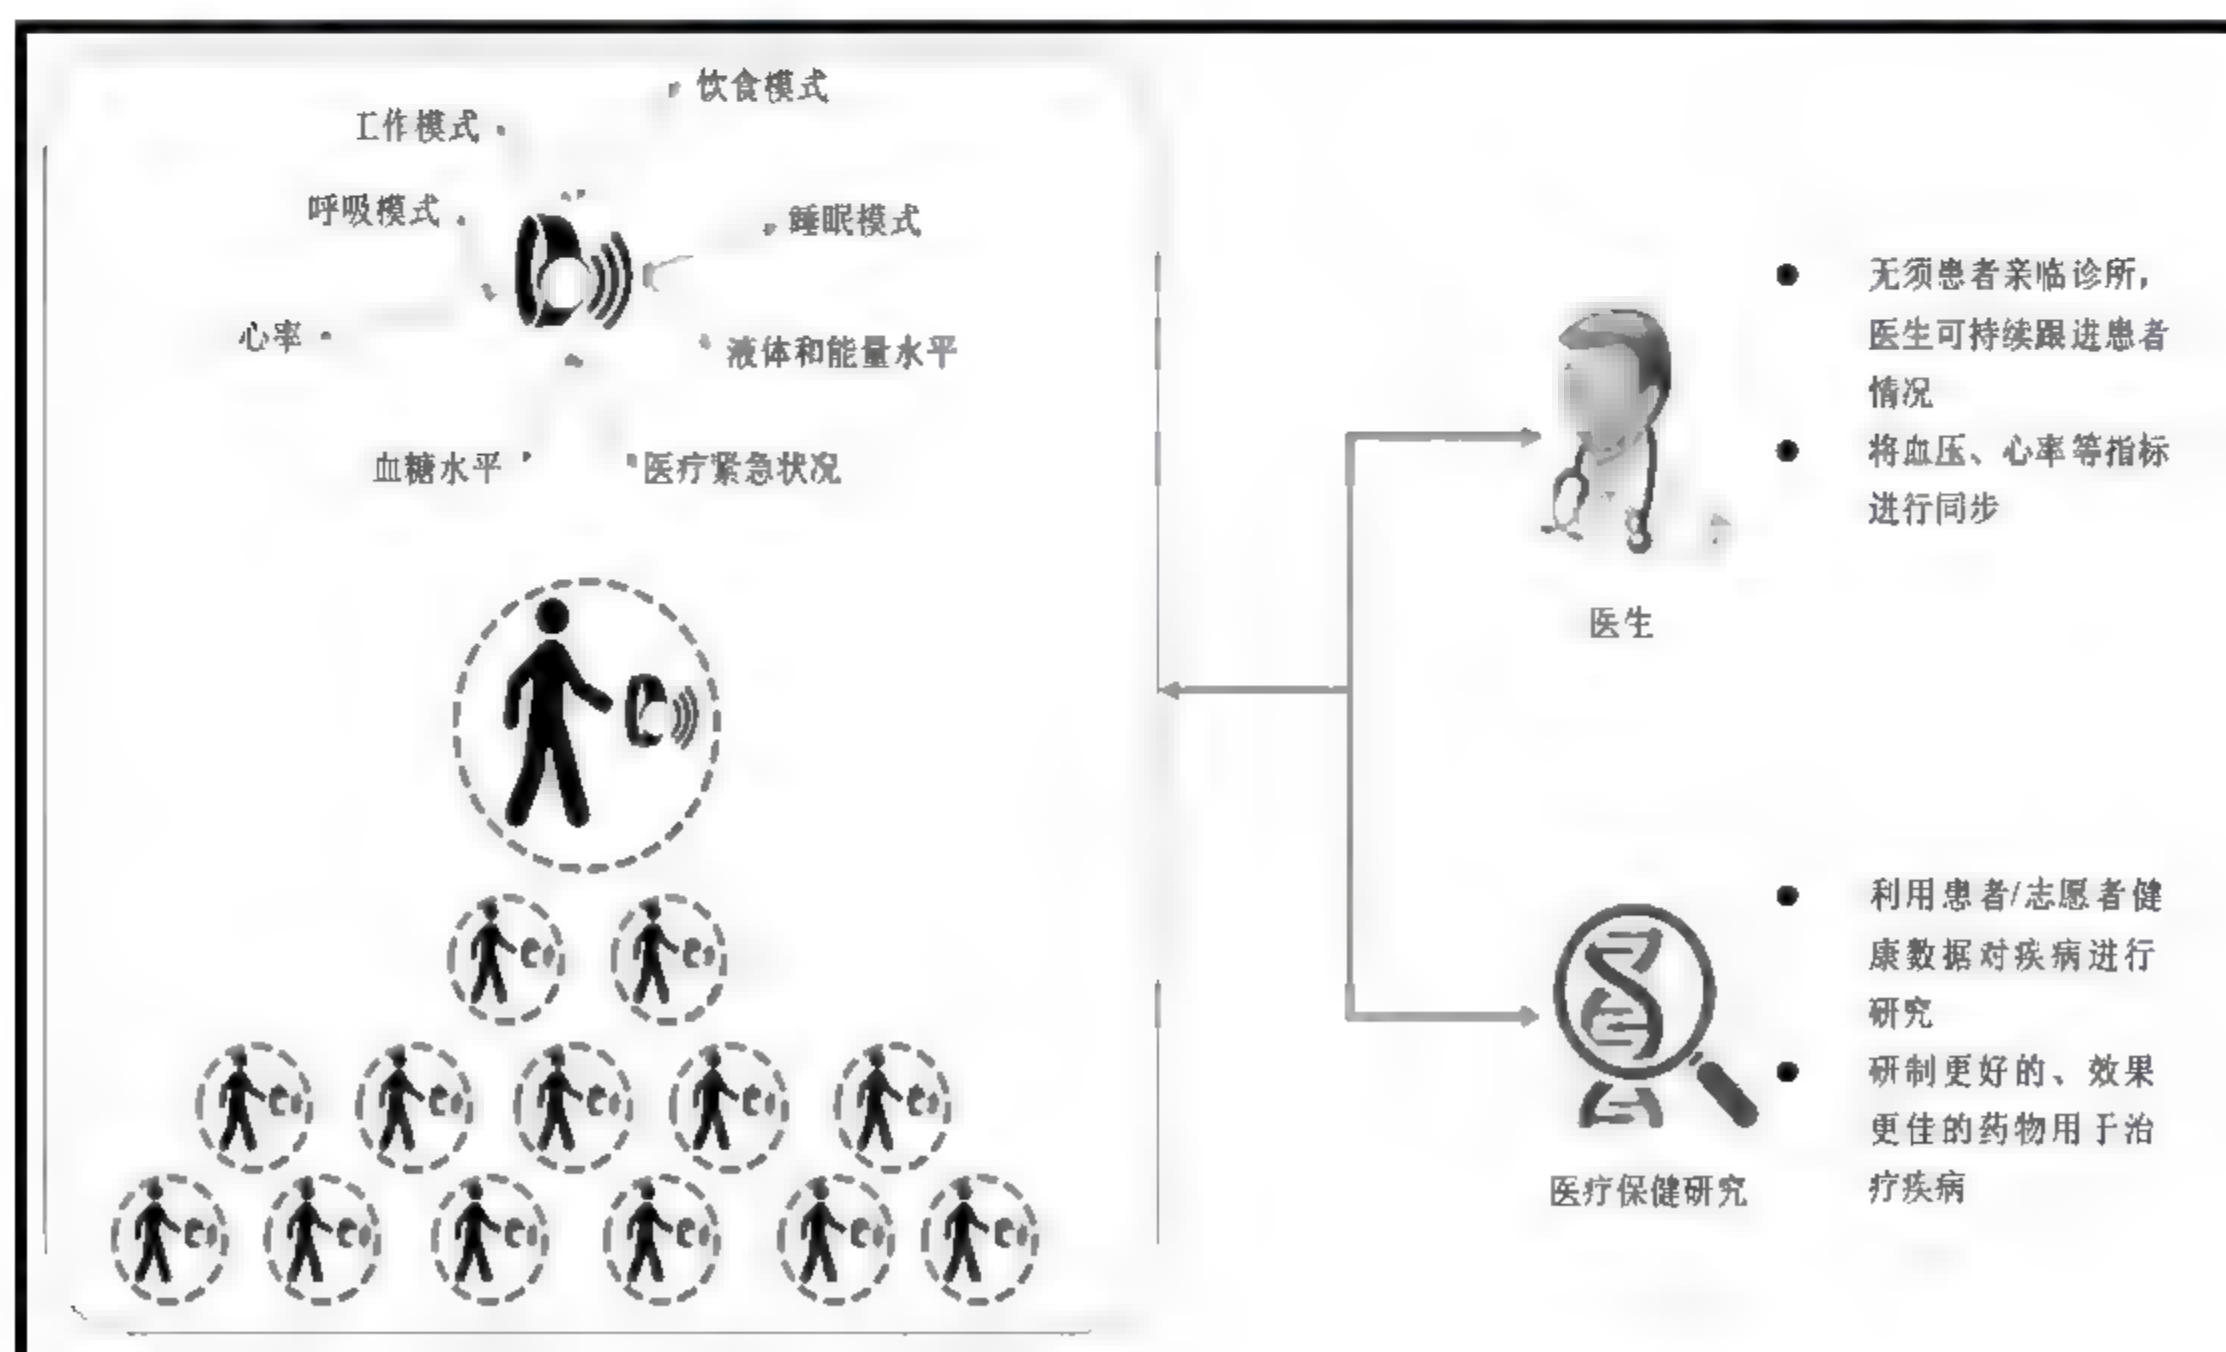 饮食模式
工作模式
呼吸模式
睡眠模式
心率
液体和能量水平
血糖水平
医疗紧急状况
无须患者亲临诊所，
医生可持续跟进患者
情况
将血压、心率等指标
进行同步
医生
利用患者/志愿者健
康数据对疾病进行
研究
研制更好的、效果
更佳的药物用于治
疗疾病
医疗保健研究